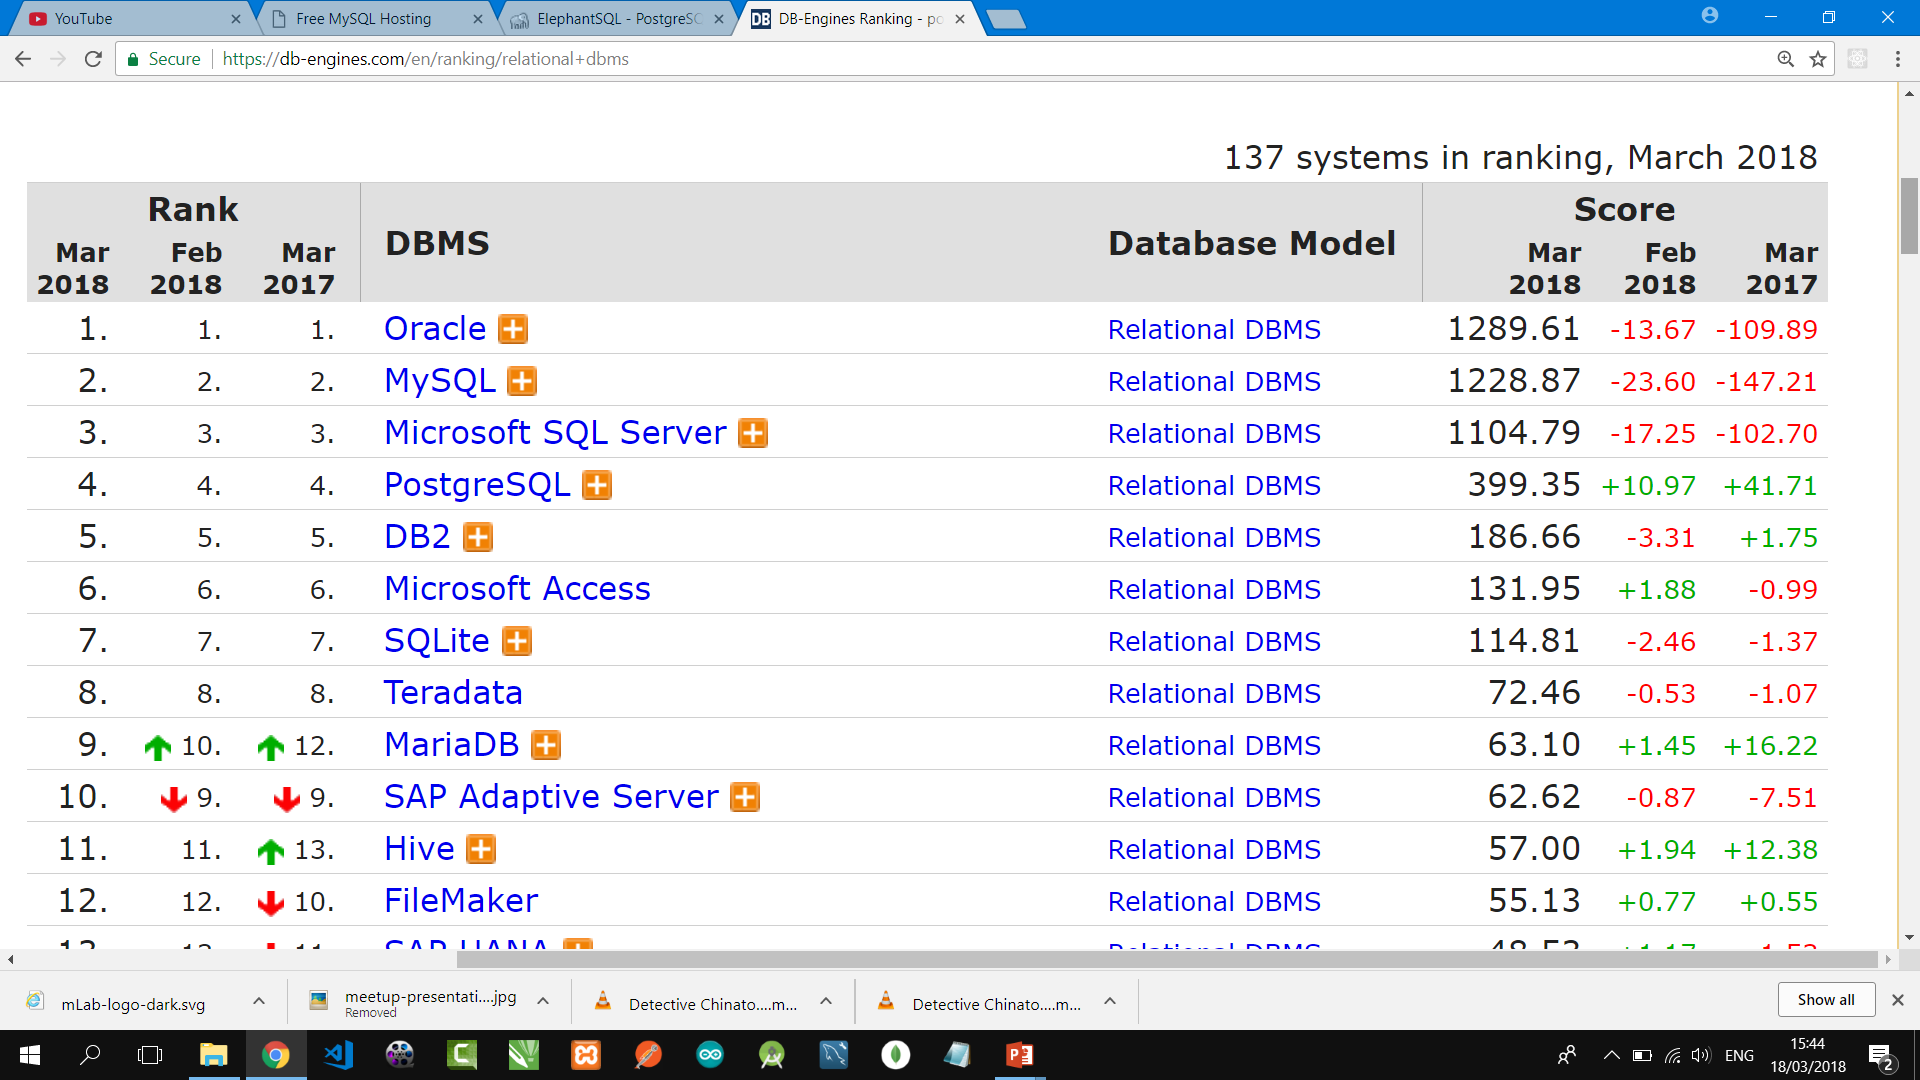 YouTube
Free MySQL Hosting
ElephantSQL - PostgreSQ
DB DB-Engines Ranking - po
Secure https://db-engines.com/en/ranking/relational+dbms
137 systems in ranking, March 2018
Rank DBMS Database Model Score
Mar 2018 Feb 2018 Mar 2017 Mar 2018 Feb 2018 Mar 2017
1. 1. 1. Oracle Relational DBMS 1289.61 -13.67 -109.89
2. 2. 2. MySQL Relational DBMS 1228.87 -23.60 -147.21
3. 3. 3. Microsoft SQL Server Relational DBMS 1104.79 -17.25 -102.70
4. 4. 4. PostgreSQL Relational DBMS 399.35 +10.97 +41.71
5. 5. 5. DB2 Relational DBMS 186.66 -3.31 +1.75
6. 6. 6. Microsoft Access Relational DBMS 131.95 +1.88 -0.99
7. 7. 7. SQLite Relational DBMS 114.81 -2.46 -1.37
8. 8. 8. Teradata Relational DBMS 72.46 -0.53 -1.07
9. 10. 12. MariaDB Relational DBMS 63.10 +1.45 +16.22
10. 9. 9. SAP Adaptive Server Relational DBMS 62.62 -0.87 -7.51
11. 11. 13. Hive Relational DBMS 57.00 +1.94 +12.38
12. 12. 10. FileMaker Relational DBMS 55.13 +0.77 +0.55
SAP HANA Relational DBMS
mLab-logo-dark.svg
meetup-presentati....jpg
Removed
Detective Chinato....m...
Detective Chinato....m...
Show all
ENG
15:44
18/03/2018
2